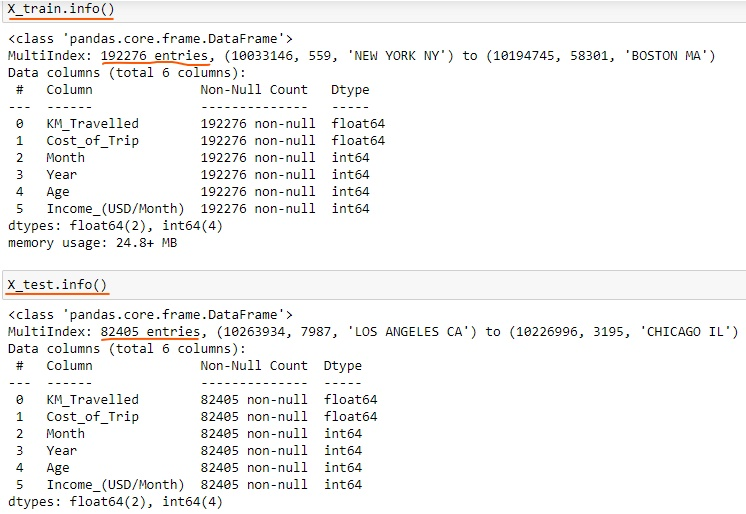 X_train.info()
<class 'pandas.core.frame.DataFrame'>
MultiIndex: 192276 entries, (10033146, 559, 'NEW YORK NY') to (10194745, 58301, 'BOSTON MA')
Data columns (total 6 columns):
 #   Column              Non-Null Count   Dtype
---  ------              --------------   -----
 0   KM_Travelled        192276 non-null  float64
 1   Cost_of_Trip        192276 non-null  float64
 2   Month               192276 non-null  int64
 3   Year                192276 non-null  int64
 4   Age                 192276 non-null  int64
 5   Income_(USD/Month)  192276 non-null  int64
dtypes: float64(2), int64(4)
memory usage: 24.8+ MB
X_test.info()
<class 'pandas.core.frame.DataFrame'>
MultiIndex: 82405 entries, (10263934, 7987, 'LOS ANGELES CA') to (10226996, 3195, 'CHICAGO IL')
Data columns (total 6 columns):
 #   Column              Non-Null Count  Dtype
---  ------              --------------  -----
 0   KM_Travelled        82405 non-null  float64
 1   Cost_of_Trip        82405 non-null  float64
 2   Month               82405 non-null  int64
 3   Year                82405 non-null  int64
 4   Age                 82405 non-null  int64
 5   Income_(USD/Month)  82405 non-null  int64
dtypes: float64(2), int64(4)